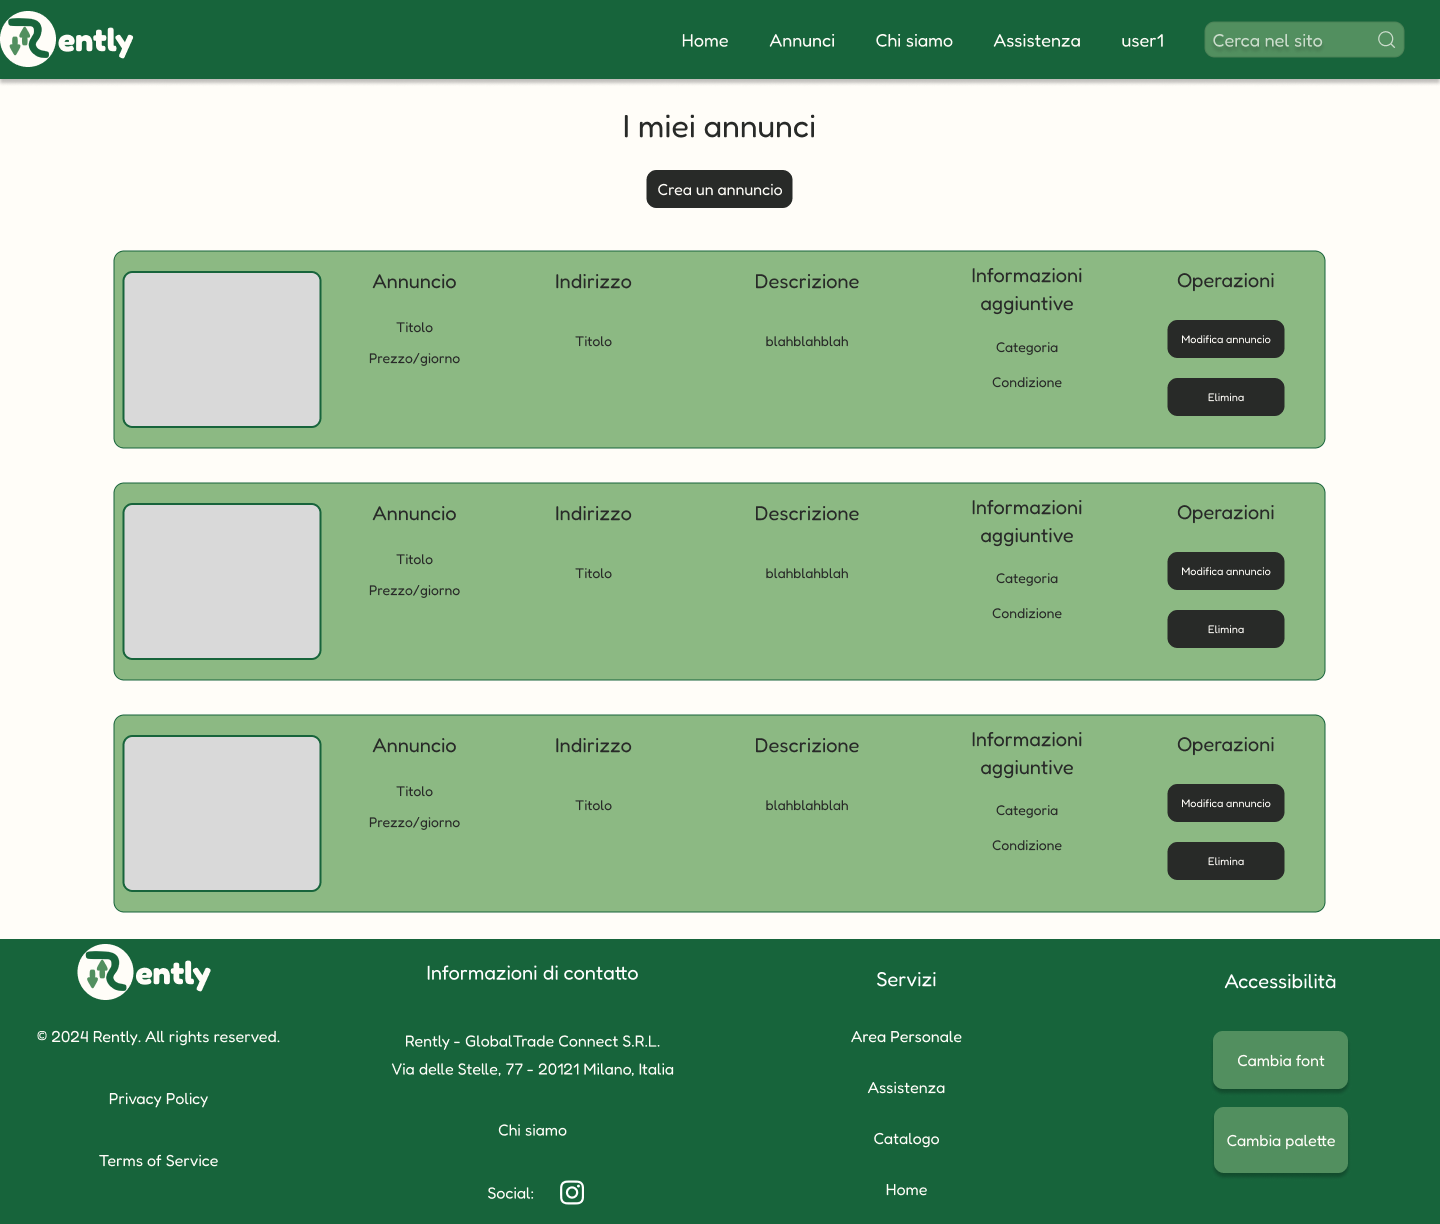 Rently
Home
Annunci
Chi siamo
Assistenza
user1
Cerca nel sito
I miei annunci
Crea un annuncio
Annuncio
Titolo
Prezzo/giorno
Indirizzo
Titolo
Descrizione
blahblahblah
Informazioni
aggiuntive
Categoria
Condizione
Operazioni
Modifica annuncio
Elimina
Annuncio
Titolo
Prezzo/giorno
Indirizzo
Titolo
Descrizione
blahblahblah
Informazioni
aggiuntive
Categoria
Condizione
Operazioni
Modifica annuncio
Elimina
Annuncio
Titolo
Prezzo/giorno
Indirizzo
Titolo
Descrizione
blahblahblah
Informazioni
aggiuntive
Categoria
Condizione
Operazioni
Modifica annuncio
Elimina
Rently
© 2024 Rently. All rights reserved.
Privacy Policy
Terms of Service
Informazioni di contatto
Rently - GlobalTrade Connect S.R.L.
Via delle Stelle, 77 - 20121 Milano, Italia
Chi siamo
Social:
Servizi
Area Personale
Assistenza
Catalogo
Home
Accessibilità
Cambia font
Cambia palette